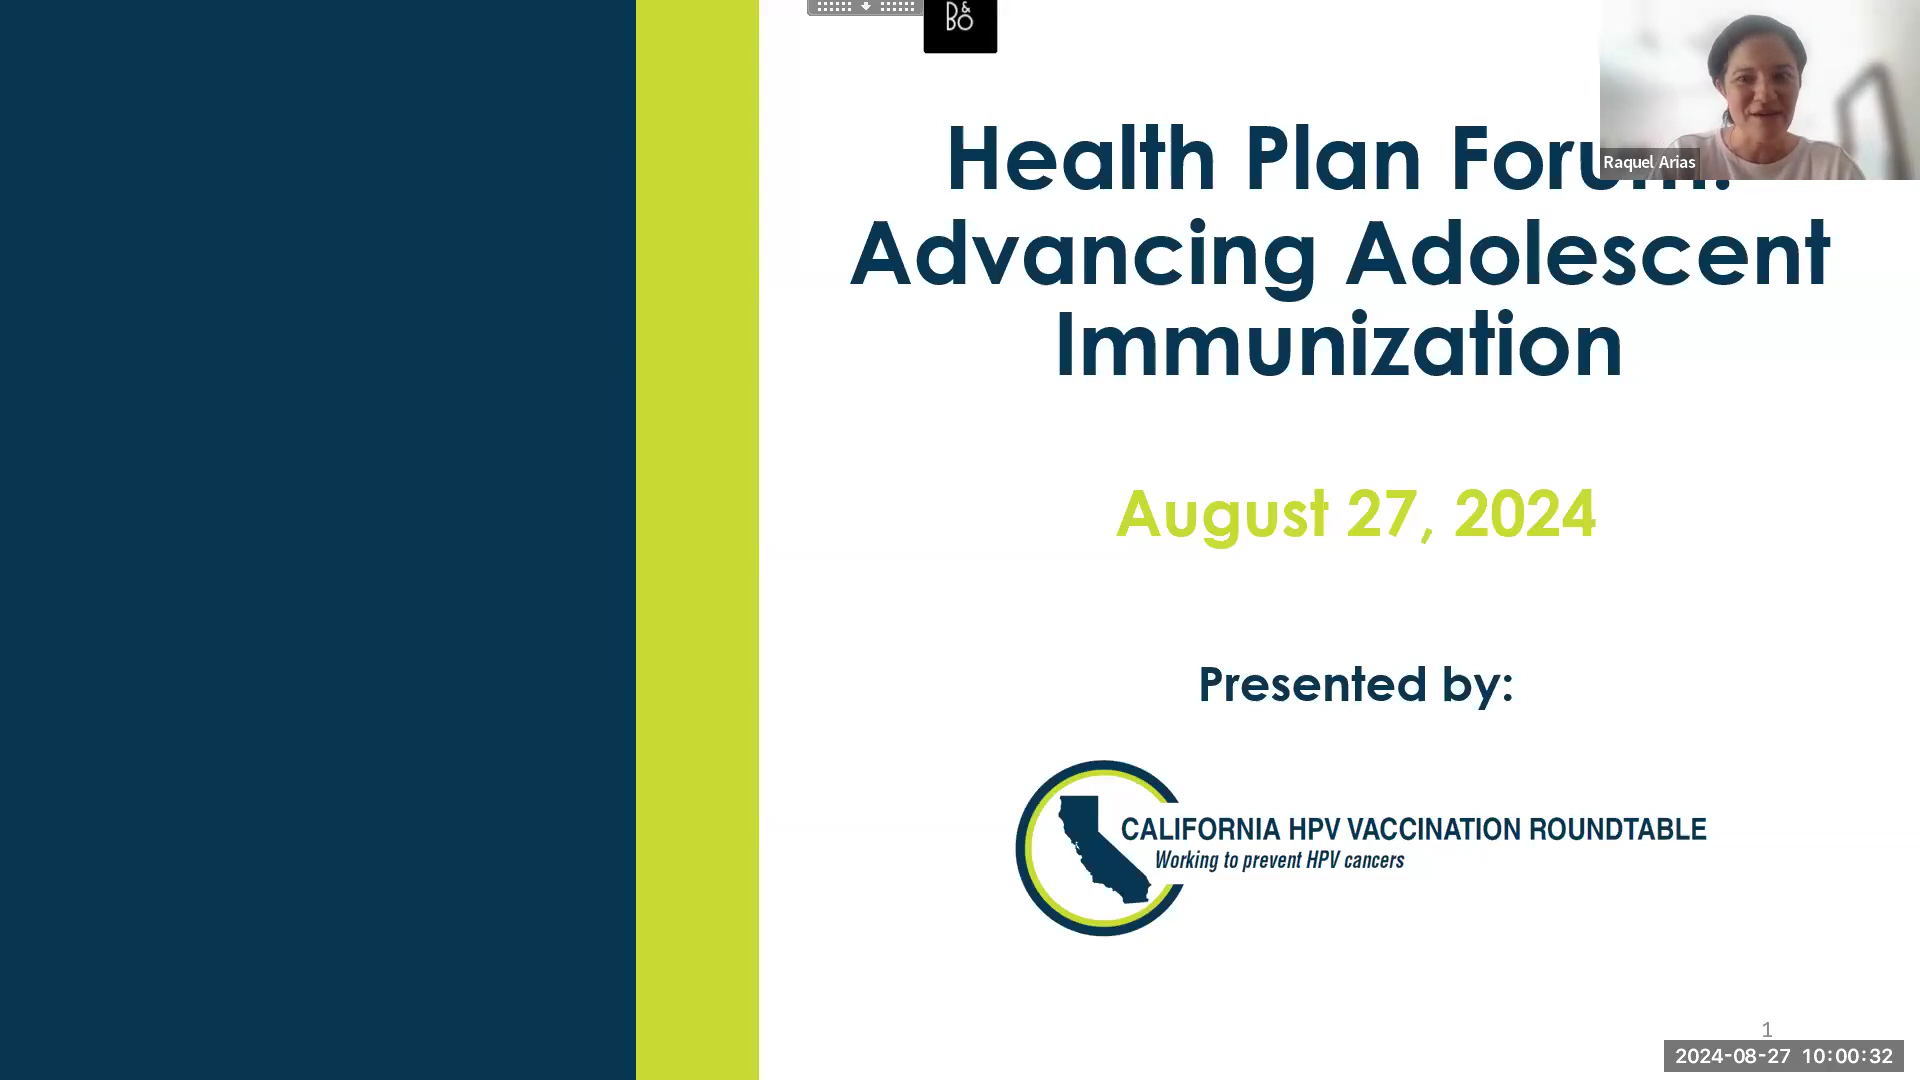 B&O
Raquel Arias
Health Plan Forum:
Advancing Adolescent
Immunization
August 27, 2024
Presented by:
CALIFORNIA HPV VACCINATION ROUNDTABLE
Working to prevent HPV cancers
1
2024-08-27 10:00:32